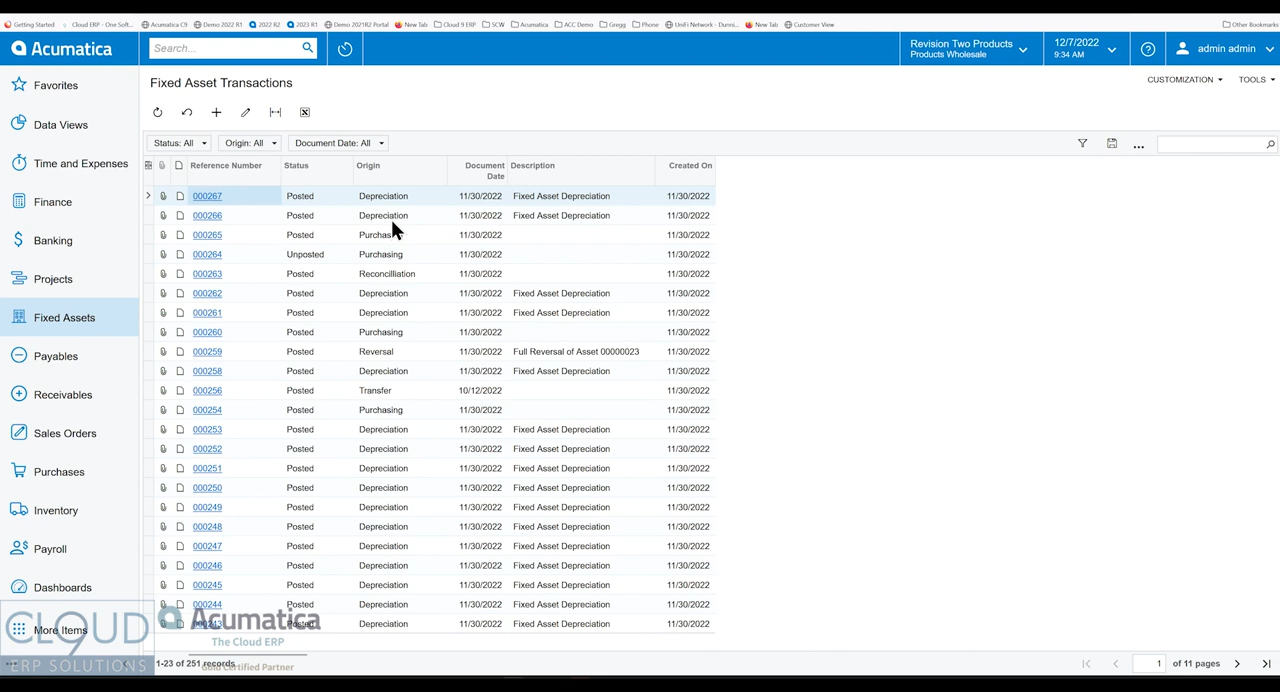 Getting Started Cloud ERP - One Soft... Acumatica C9 Demo 2022 R1 2022 R2 2023 R1 Demo 2021R2 Portal New Tab Cloud 9 ERP SCW Acumatica ACC Demo Gregg Phone UniFi Network - Dunni... New Tab Customer View Other Bookmarks
Acumatica Search... Revision Two Products 12/7/2022 admin admin
Products Wholesale 9:34 AM
Favorites
Data Views
Time and Expenses
Finance
Banking
Projects
Fixed Assets
Payables
Receivables
Sales Orders
Purchases
Inventory
Payroll
Dashboards
More Items
Fixed Asset Transactions CUSTOMIZATION TOOLS
Status: All Origin: All Document Date: All
Reference Number Status Origin Document Date Description Created On
000267 Posted Depreciation 11/30/2022 Fixed Asset Depreciation 11/30/2022
000266 Posted Depreciation 11/30/2022 Fixed Asset Depreciation 11/30/2022
000265 Posted Purchas 11/30/2022 11/30/2022
000264 Unposted Purchasing 11/30/2022 11/30/2022
000263 Posted Reconcilliation 11/30/2022 11/30/2022
000262 Posted Depreciation 11/30/2022 Fixed Asset Depreciation 11/30/2022
000261 Posted Depreciation 11/30/2022 Fixed Asset Depreciation 11/30/2022
000260 Posted Purchasing 11/30/2022 11/30/2022
000259 Posted Reversal 11/30/2022 Full Reversal of Asset 00000023 11/30/2022
000258 Posted Depreciation 11/30/2022 Fixed Asset Depreciation 11/30/2022
000256 Posted Transfer 10/12/2022 11/30/2022
000254 Posted Purchasing 11/30/2022 11/30/2022
000253 Posted Depreciation 11/30/2022 Fixed Asset Depreciation 11/30/2022
000252 Posted Depreciation 11/30/2022 Fixed Asset Depreciation 11/30/2022
000251 Posted Depreciation 11/30/2022 Fixed Asset Depreciation 11/30/2022
000250 Posted Depreciation 11/30/2022 Fixed Asset Depreciation 11/30/2022
000249 Posted Depreciation 11/30/2022 Fixed Asset Depreciation 11/30/2022
000248 Posted Depreciation 11/30/2022 Fixed Asset Depreciation 11/30/2022
000247 Posted Depreciation 11/30/2022 Fixed Asset Depreciation 11/30/2022
000246 Posted Depreciation 11/30/2022 Fixed Asset Depreciation 11/30/2022
000245 Posted Depreciation 11/30/2022 Fixed Asset Depreciation 11/30/2022
000244 Posted Depreciation 11/30/2022 Fixed Asset Depreciation 11/30/2022
000243 Posted Depreciation 11/30/2022 Fixed Asset Depreciation 11/30/2022
CLOUD 9
ERP SOLUTIONS
Acumatica
The Cloud ERP
Gold Certified Partner
1-23 of 251 records 1 of 11 pages